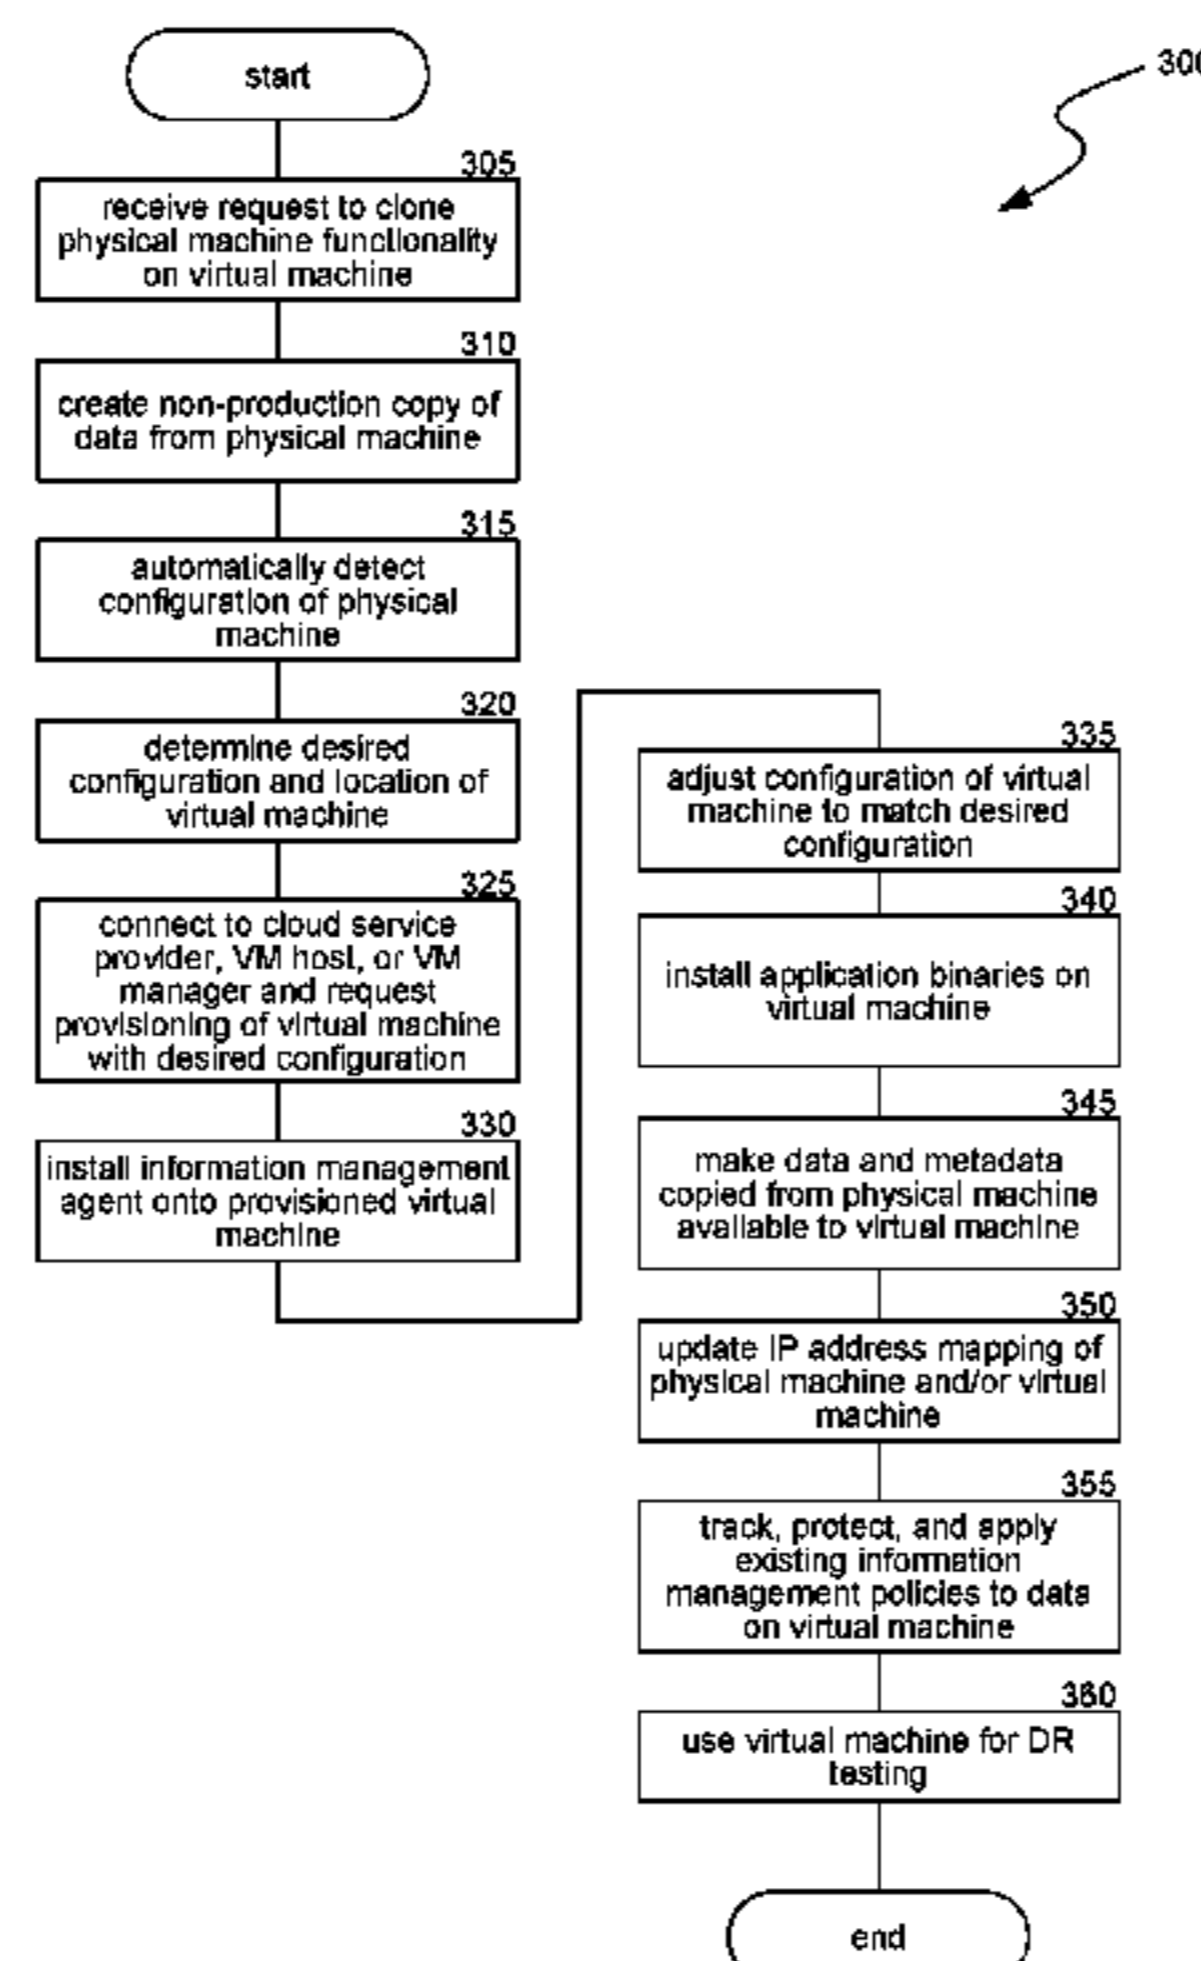 start
300
305
receive request to clone
physical machine functionality
on virtual machine
310
create non-production copy of
data from physical machine
315
automatically detect
configuration of physical
machine
320
determine desired
configuration and location of
virtual machine
325
connect to cloud service
provider, VM host, or VM
manager and request
provisioning of virtual machine
with desired configuration
330
install information management
agent onto provisioned virtual
machine
335
adjust configuration of virtual
machine to match desired
configuration
340
install application binaries on
virtual machine
345
make data and metadata
copied from physical machine
available to virtual machine
350
update IP address mapping of
physical machine and/or virtual
machine
355
track, protect, and apply
existing information
management policies to data
on virtual machine
360
use virtual machine for DR
testing
end